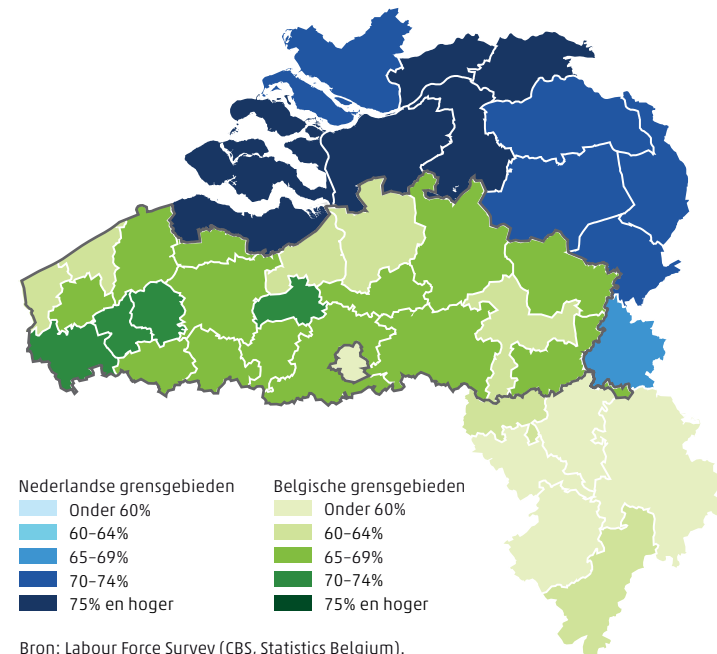 Nederlandse grensgebieden
Onder 60%
60–64%
65–69%
70–74%
75% en hoger
Belgische grensgebieden
Onder 60%
60–64%
65–69%
70–74%
75% en hoger
Bron: Labour Force Survey (CBS, Statistics Belgium).